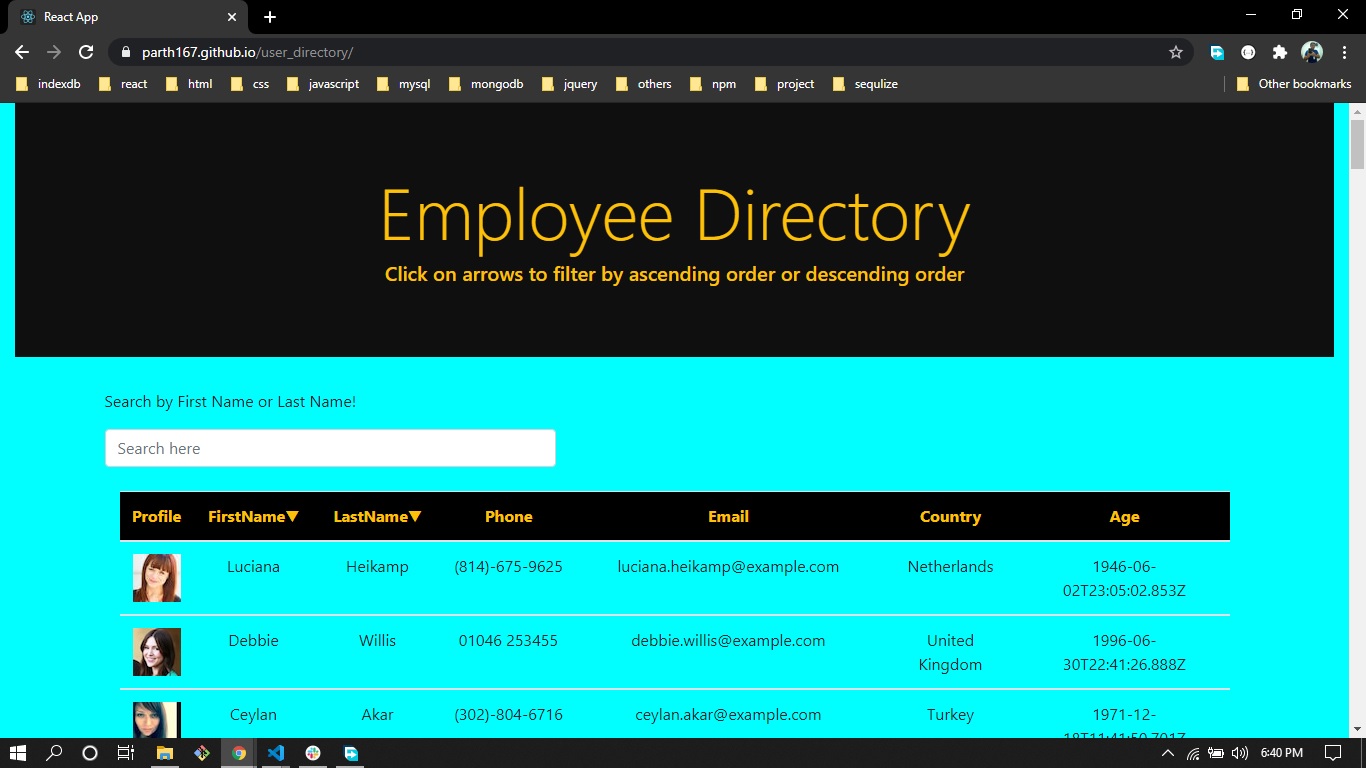 React App
parth167.github.io/user_directory/
indexdb react html css javascript mysql mongodb jquery others npm project sequlize Other bookmarks
Employee Directory
Click on arrows to filter by ascending order or descending order
Search by First Name or Last Name!
Search here
Profile FirstName▼ LastName▼ Phone Email Country Age
Luciana Heikamp (814)-675-9625 luciana.heikamp@example.com Netherlands 1946-06-
02T23:05:02.853Z
Debbie Willis 01046 253455 debbie.willis@example.com United 1996-06-
Kingdom 30T22:41:26.888Z
Ceylan Akar (302)-804-6716 ceylan.akar@example.com Turkey 1971-12-
18T11:41:50.701Z
6:40 PM